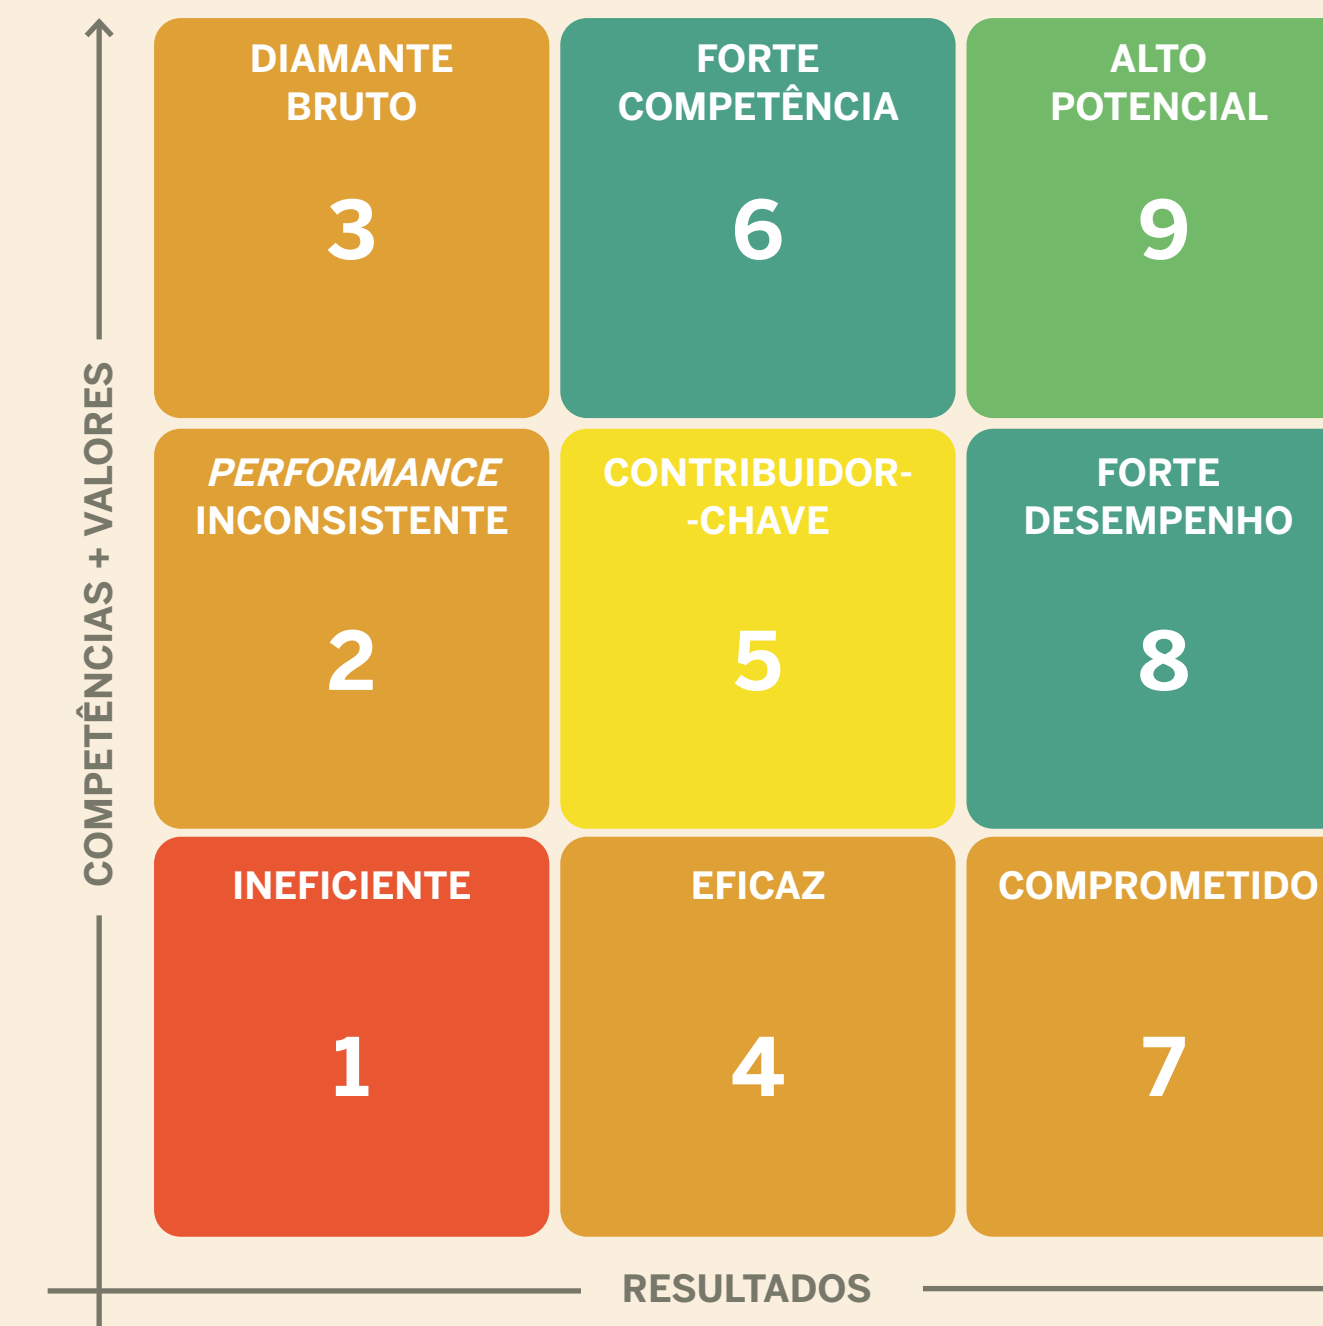 DIAMANTE
BRUTO
3
FORTE
COMPETÊNCIA
6
ALTO
POTENCIAL
9
COMPETÊNCIAS + VALORES
PERFORMANCE
INCONSISTENTE
2
CONTRIBUIDOR-
-CHAVE
5
FORTE
DESEMPENHO
8
INEFICIENTE
1
EFICAZ
4
COMPROMETIDO
7
RESULTADOS